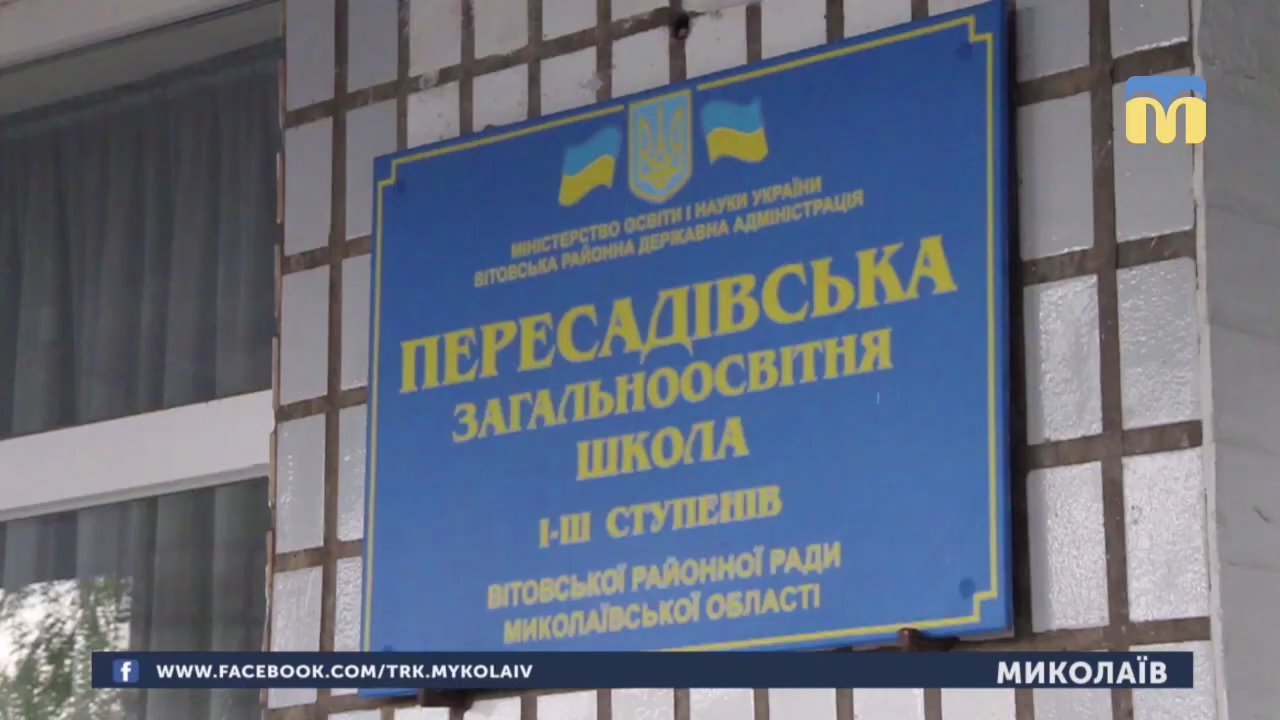 МІНІСТЕРСТВО ОСВІТИ І НАУКИ УКРАЇНИ
ВІТОВСЬКА РАЙОННА ДЕРЖАВНА АДМІНІСТРАЦІЯ
ПЕРЕСАДІВСЬКА
ЗАГАЛЬНООСВІТНЯ
ШКОЛА
І-ІІІ СТУПЕНІВ
ВІТОВСЬКОЇ РАЙОННОЇ РАДИ
МИКОЛАЇВСЬКОЇ ОБЛАСТІ
WWW.FACEBOOK.COM/TRK.MYKOLAIV
МИКОЛАЇВ